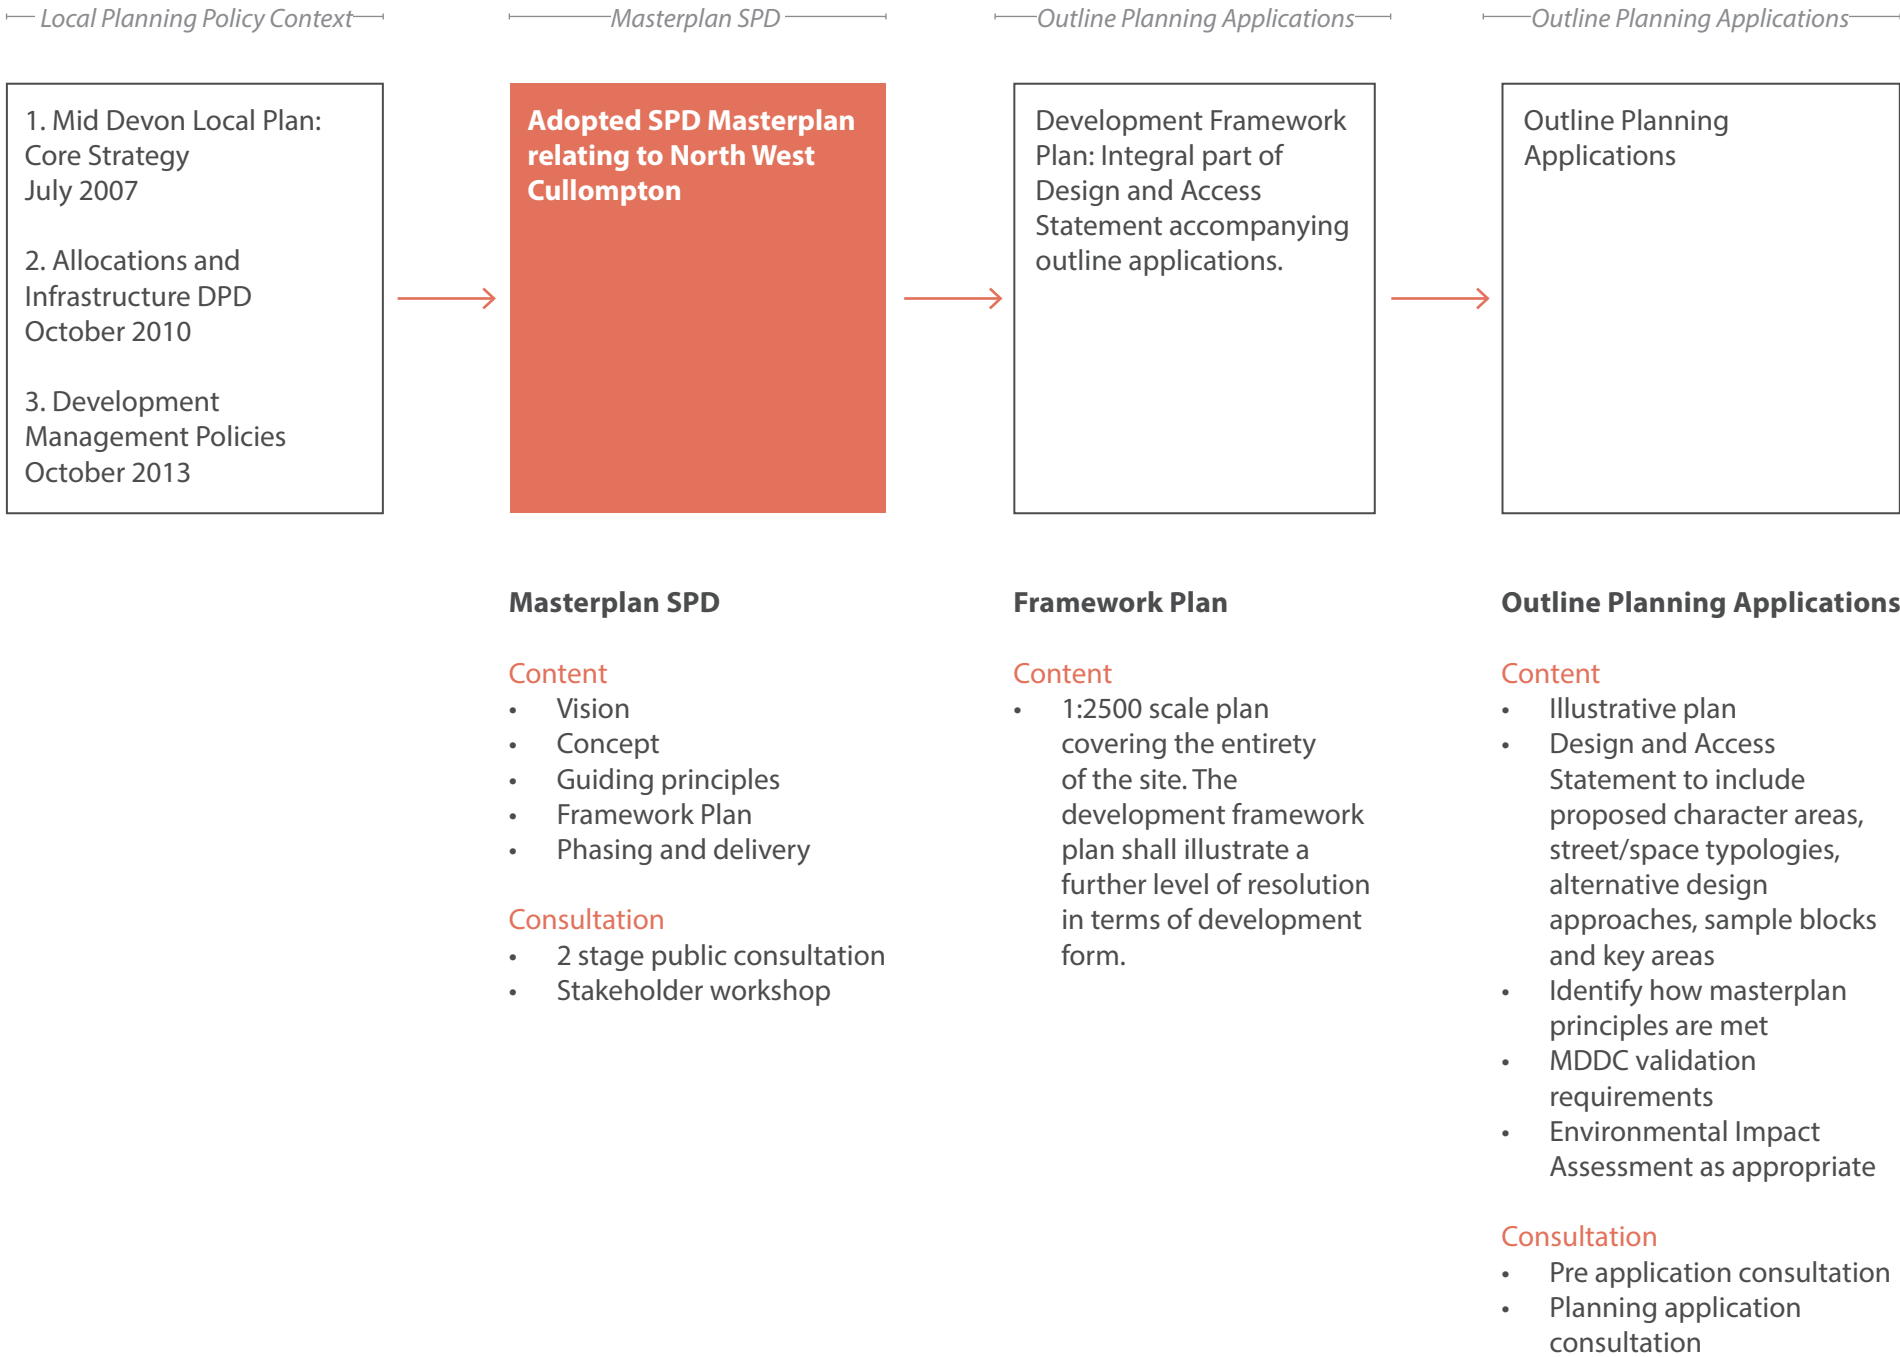 Local Planning Policy Context
Masterplan SPD
Outline Planning Applications
Outline Planning Applications
1. Mid Devon Local Plan:
Core Strategy
July 2007
2. Allocations and
Infrastructure DPD
October 2010
3. Development
Management Policies
October 2013
Adopted SPD Masterplan
relating to North West
Cullompton
Development Framework
Plan: Integral part of
Design and Access
Statement accompanying
outline applications.
Outline Planning
Applications
Masterplan SPD
Content
• Vision
• Concept
• Guiding principles
• Framework Plan
• Phasing and delivery
Consultation
• 2 stage public consultation
• Stakeholder workshop
Framework Plan
Content
• 1:2500 scale plan
covering the entirety
of the site. The
development framework
plan shall illustrate a
further level of resolution
in terms of development
form.
Outline Planning Applications
Content
• Illustrative plan
• Design and Access
Statement to include
proposed character areas,
street/space typologies,
alternative design
approaches, sample blocks
and key areas
• Identify how masterplan
principles are met
• MDDC validation
requirements
• Environmental Impact
Assessment as appropriate
Consultation
• Pre application consultation
• Planning application
consultation